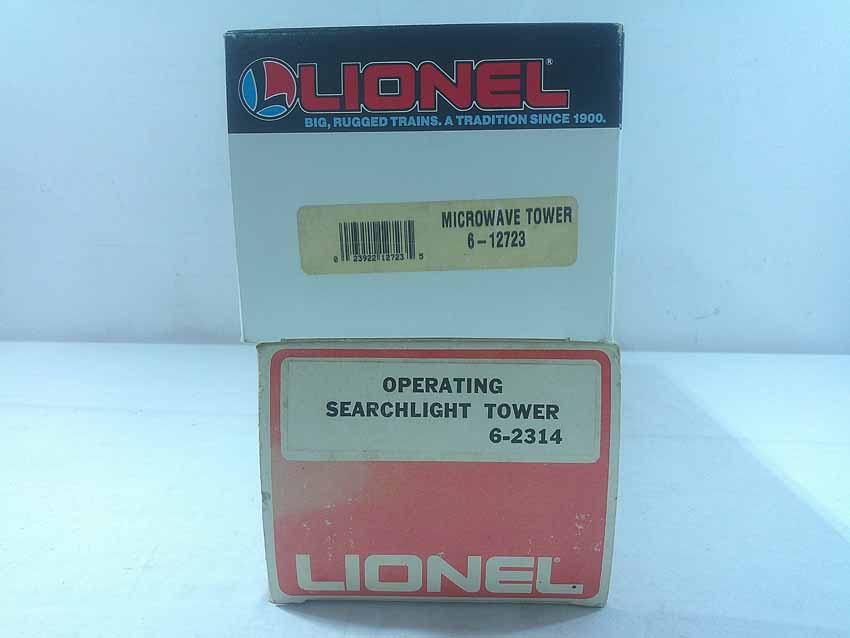 LIONEL®
BIG, RUGGED TRAINS. A TRADITION SINCE 1900.
MICROWAVE TOWER
6-12723
0 23922 12723 5
OPERATING
SEARCHLIGHT TOWER
6-2314
LIONEL